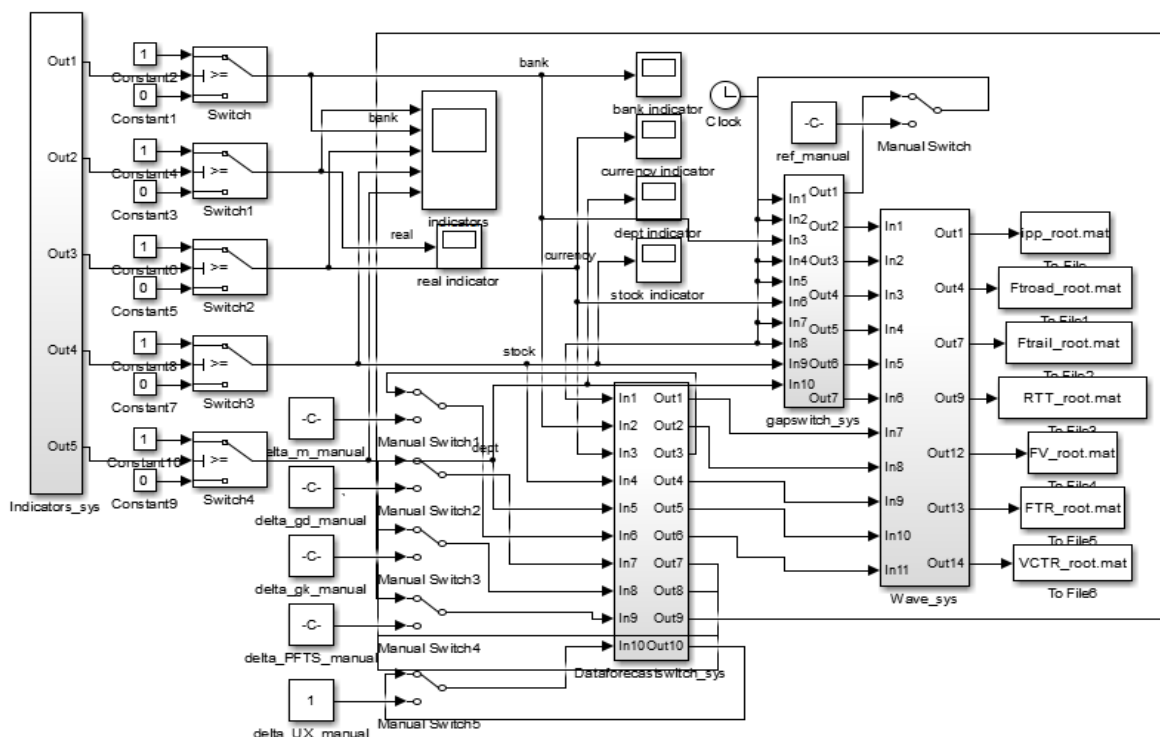 Out1
Out2
Out3
Out4
Out5
Indicators_sys
1
Constant2
0
Constant1
>=
Switch
1
Constant4
0
Constant3
>=
Switch1
1
Constant6
0
Constant5
>=
Switch2
1
Constant8
0
Constant7
>=
Switch3
1
Constant10
0
Constant9
>=
Switch4
bank
real
indicators
real indicator
bank
currency
stock
dept
bank indicator
currency indicator
dept indicator
stock indicator
Clock
-C-
ref_manual
Manual Switch
-C-
delta_m_manual
Manual Switch1
-C-
delta_gd_manual
Manual Switch2
-C-
delta_gk_manual
Manual Switch3
-C-
delta_PFTS_manual
Manual Switch4
1
delta_UX_manual
Manual Switch5
In1
In2
In3
In4
In5
In6
In7
In8
In9
In10
Out1
Out2
Out3
Out4
Out5
Out6
Out7
Out8
Out9
Out10
Dataforecastswitch_sys
In1
In2
In3
In4
In5
In6
In7
In8
In9
In10
Out1
Out2
Out3
Out4
Out5
Out6
Out7
gapswitch_sys
In1
In2
In3
In4
In5
In6
In7
In8
In9
In10
In11
Out1
Out4
Out7
Out9
Out12
Out13
Out14
Wave_sys
ipp_root.mat
To File
Ftroad_root.mat
To File1
Ftrail_root.mat
To File2
RTT_root.mat
To File3
FV_root.mat
To File4
FTR_root.mat
To File5
VCTR_root.mat
To File6